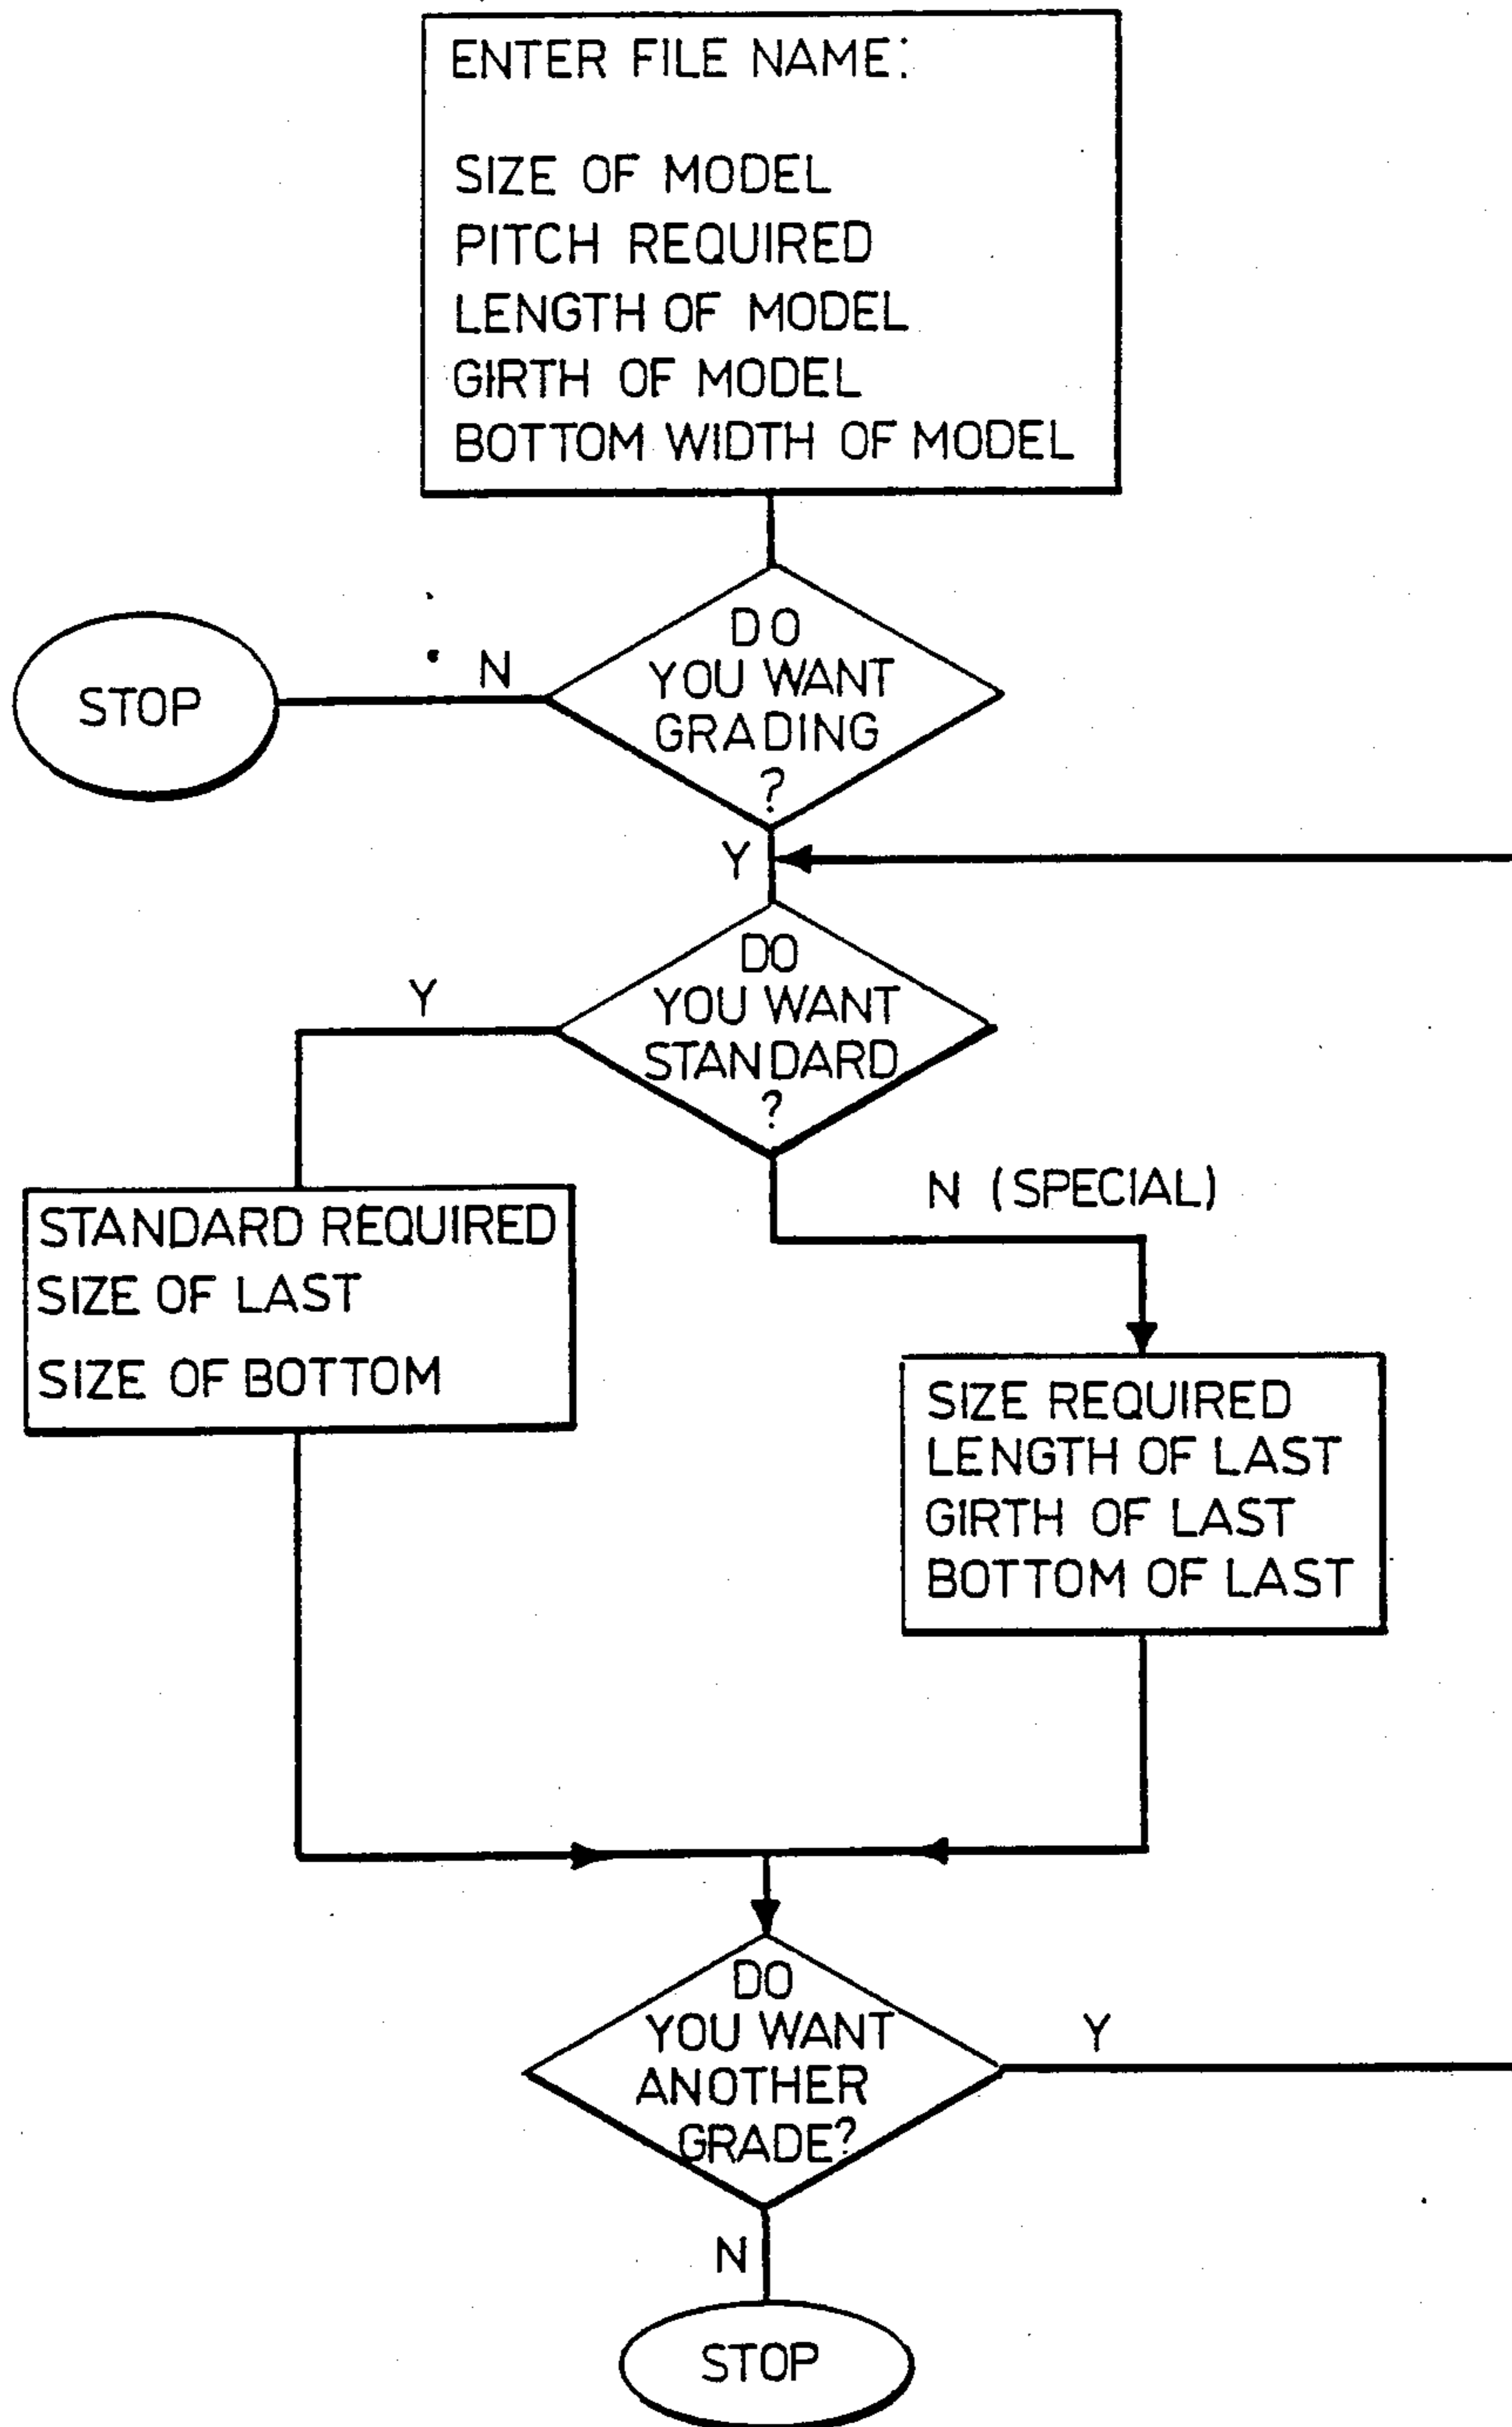 ENTER FILE NAME:
SIZE OF MODEL
PITCH REQUIRED
LENGTH OF MODEL
GIRTH OF MODEL
BOTTOM WIDTH OF MODEL
DO
YOU WANT
GRADING
?
N
STOP
Y
DO
YOU WANT
STANDARD
?
Y
N (SPECIAL)
STANDARD REQUIRED
SIZE OF LAST
SIZE OF BOTTOM
SIZE REQUIRED
LENGTH OF LAST
GIRTH OF LAST
BOTTOM OF LAST
DO
YOU WANT
ANOTHER
GRADE?
Y
N
STOP